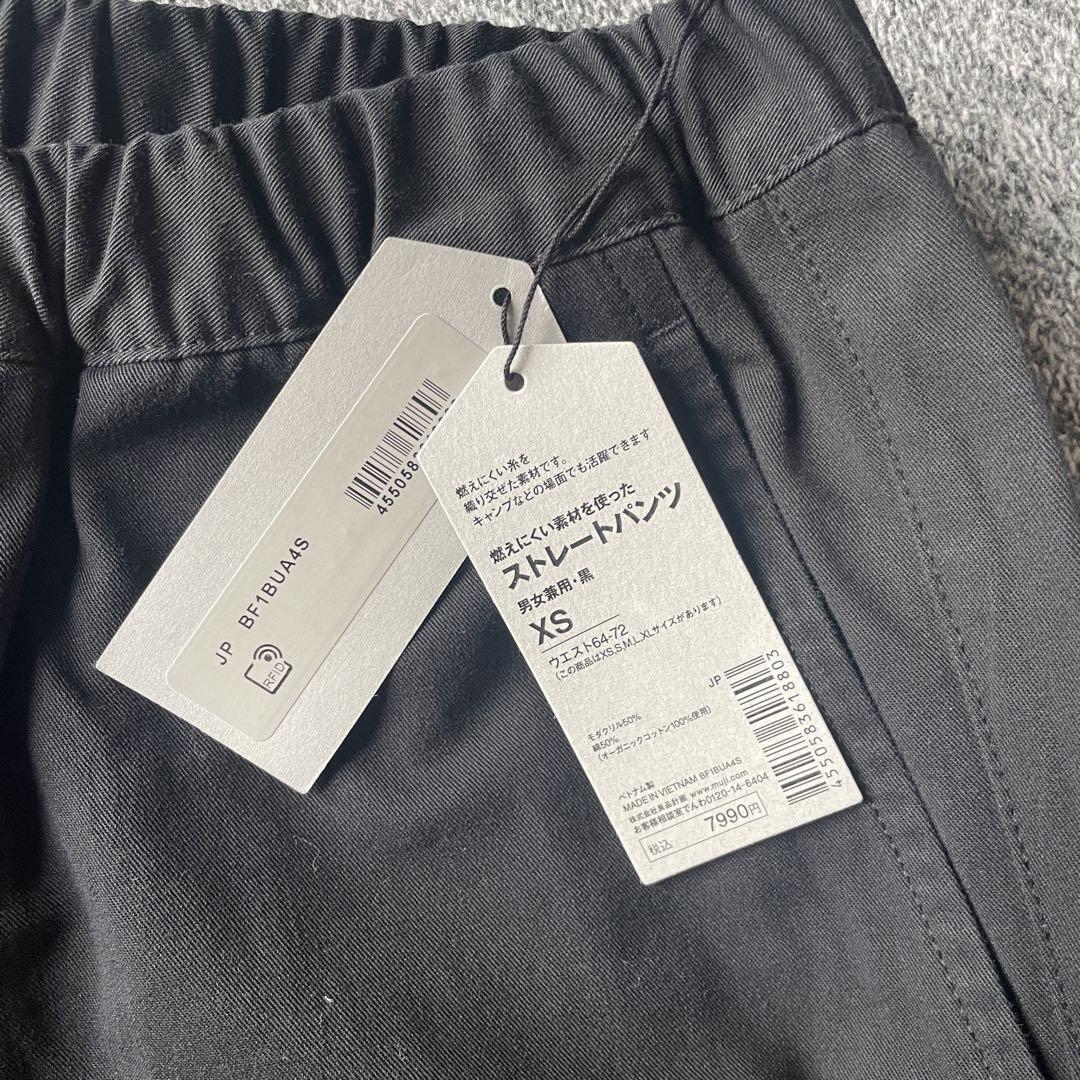 455058
JP BF1BUA4S
RFID
燃えにくい糸を
織り交ぜた素材です。
キャンプなどの場面でも活躍できます
燃えにくい素材を使った
ストレートパンツ
男女兼用・黒
XS
ウエスト64-72
(この商品はXS,S,M,L,XLサイズがあります)
JP
4550583618803
モダクリル50%
綿50%
(オーガニックコットン100%使用)
ベトナム製
MADE IN VIETNAM BF1BUA4S
株式会社良品計画 www.muji.com
お客様相談室でんわ0120-14-6404
税込 7990円